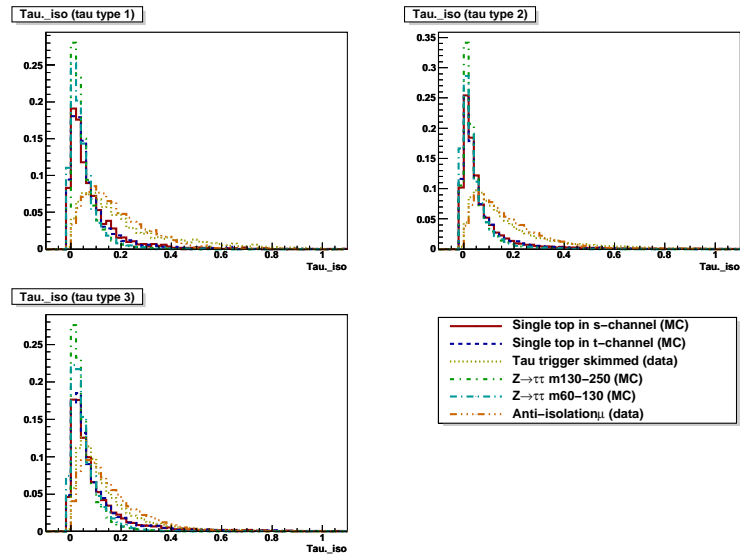 Tau._iso (tau type 1)
0.25
0.2
0.15
0.1
0.05
0
0 0.2 0.4 0.6 0.8 1
Tau._iso
Tau._iso (tau type 2)
0.35
0.3
0.25
0.2
0.15
0.1
0.05
0
0 0.2 0.4 0.6 0.8 1
Tau._iso
Tau._iso (tau type 3)
0.25
0.2
0.15
0.1
0.05
0
0 0.2 0.4 0.6 0.8 1
Tau._iso
Single top in s-channel (MC)
Single top in t-channel (MC)
Tau trigger skimmed (data)
Z→ττ m130-250 (MC)
Z→ττ m60-130 (MC)
Anti-isolationμ (data)